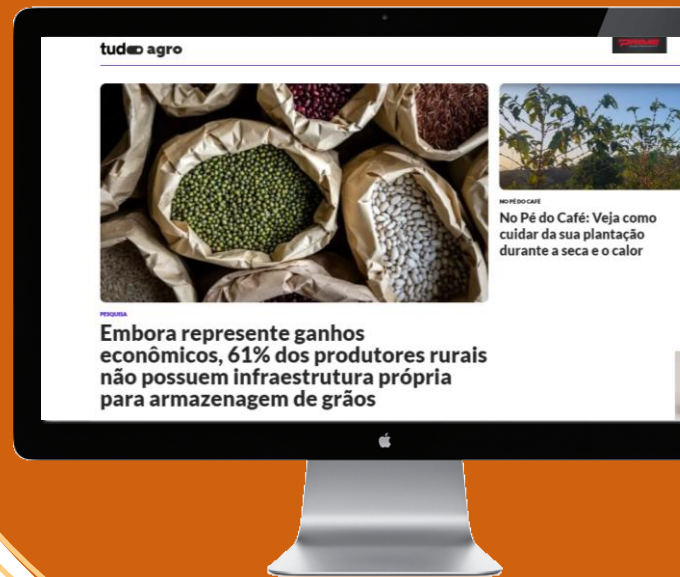 tudo agro
PRIME
NO PÉ DO CAFÉ
No Pé do Café: Veja como
cuidar da sua plantação
durante a seca e o calor
PESQUISA
Embora represente ganhos
econômicos, 61% dos produtores rurais
não possuem infraestrutura própria
para armazenagem de grãos